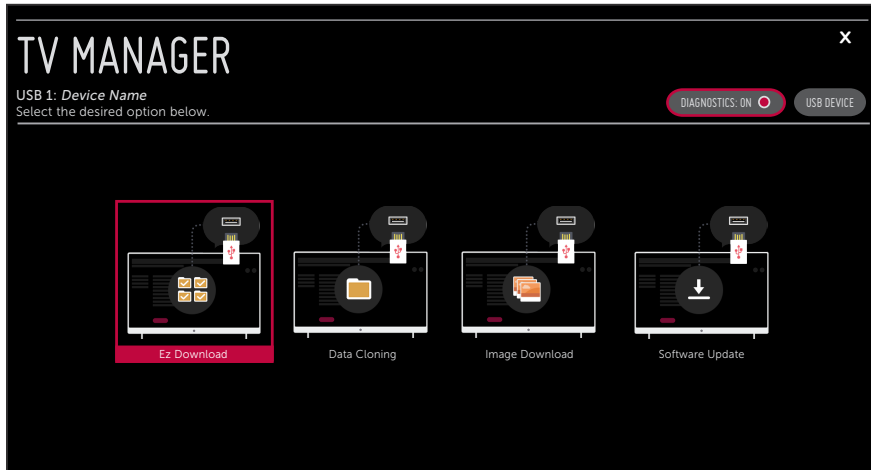 TV MANAGER
X
USB 1: Device Name
Select the desired option below.
DIAGNOSTICS: ON
USB DEVICE
Ez Download
Data Cloning
Image Download
Software Update